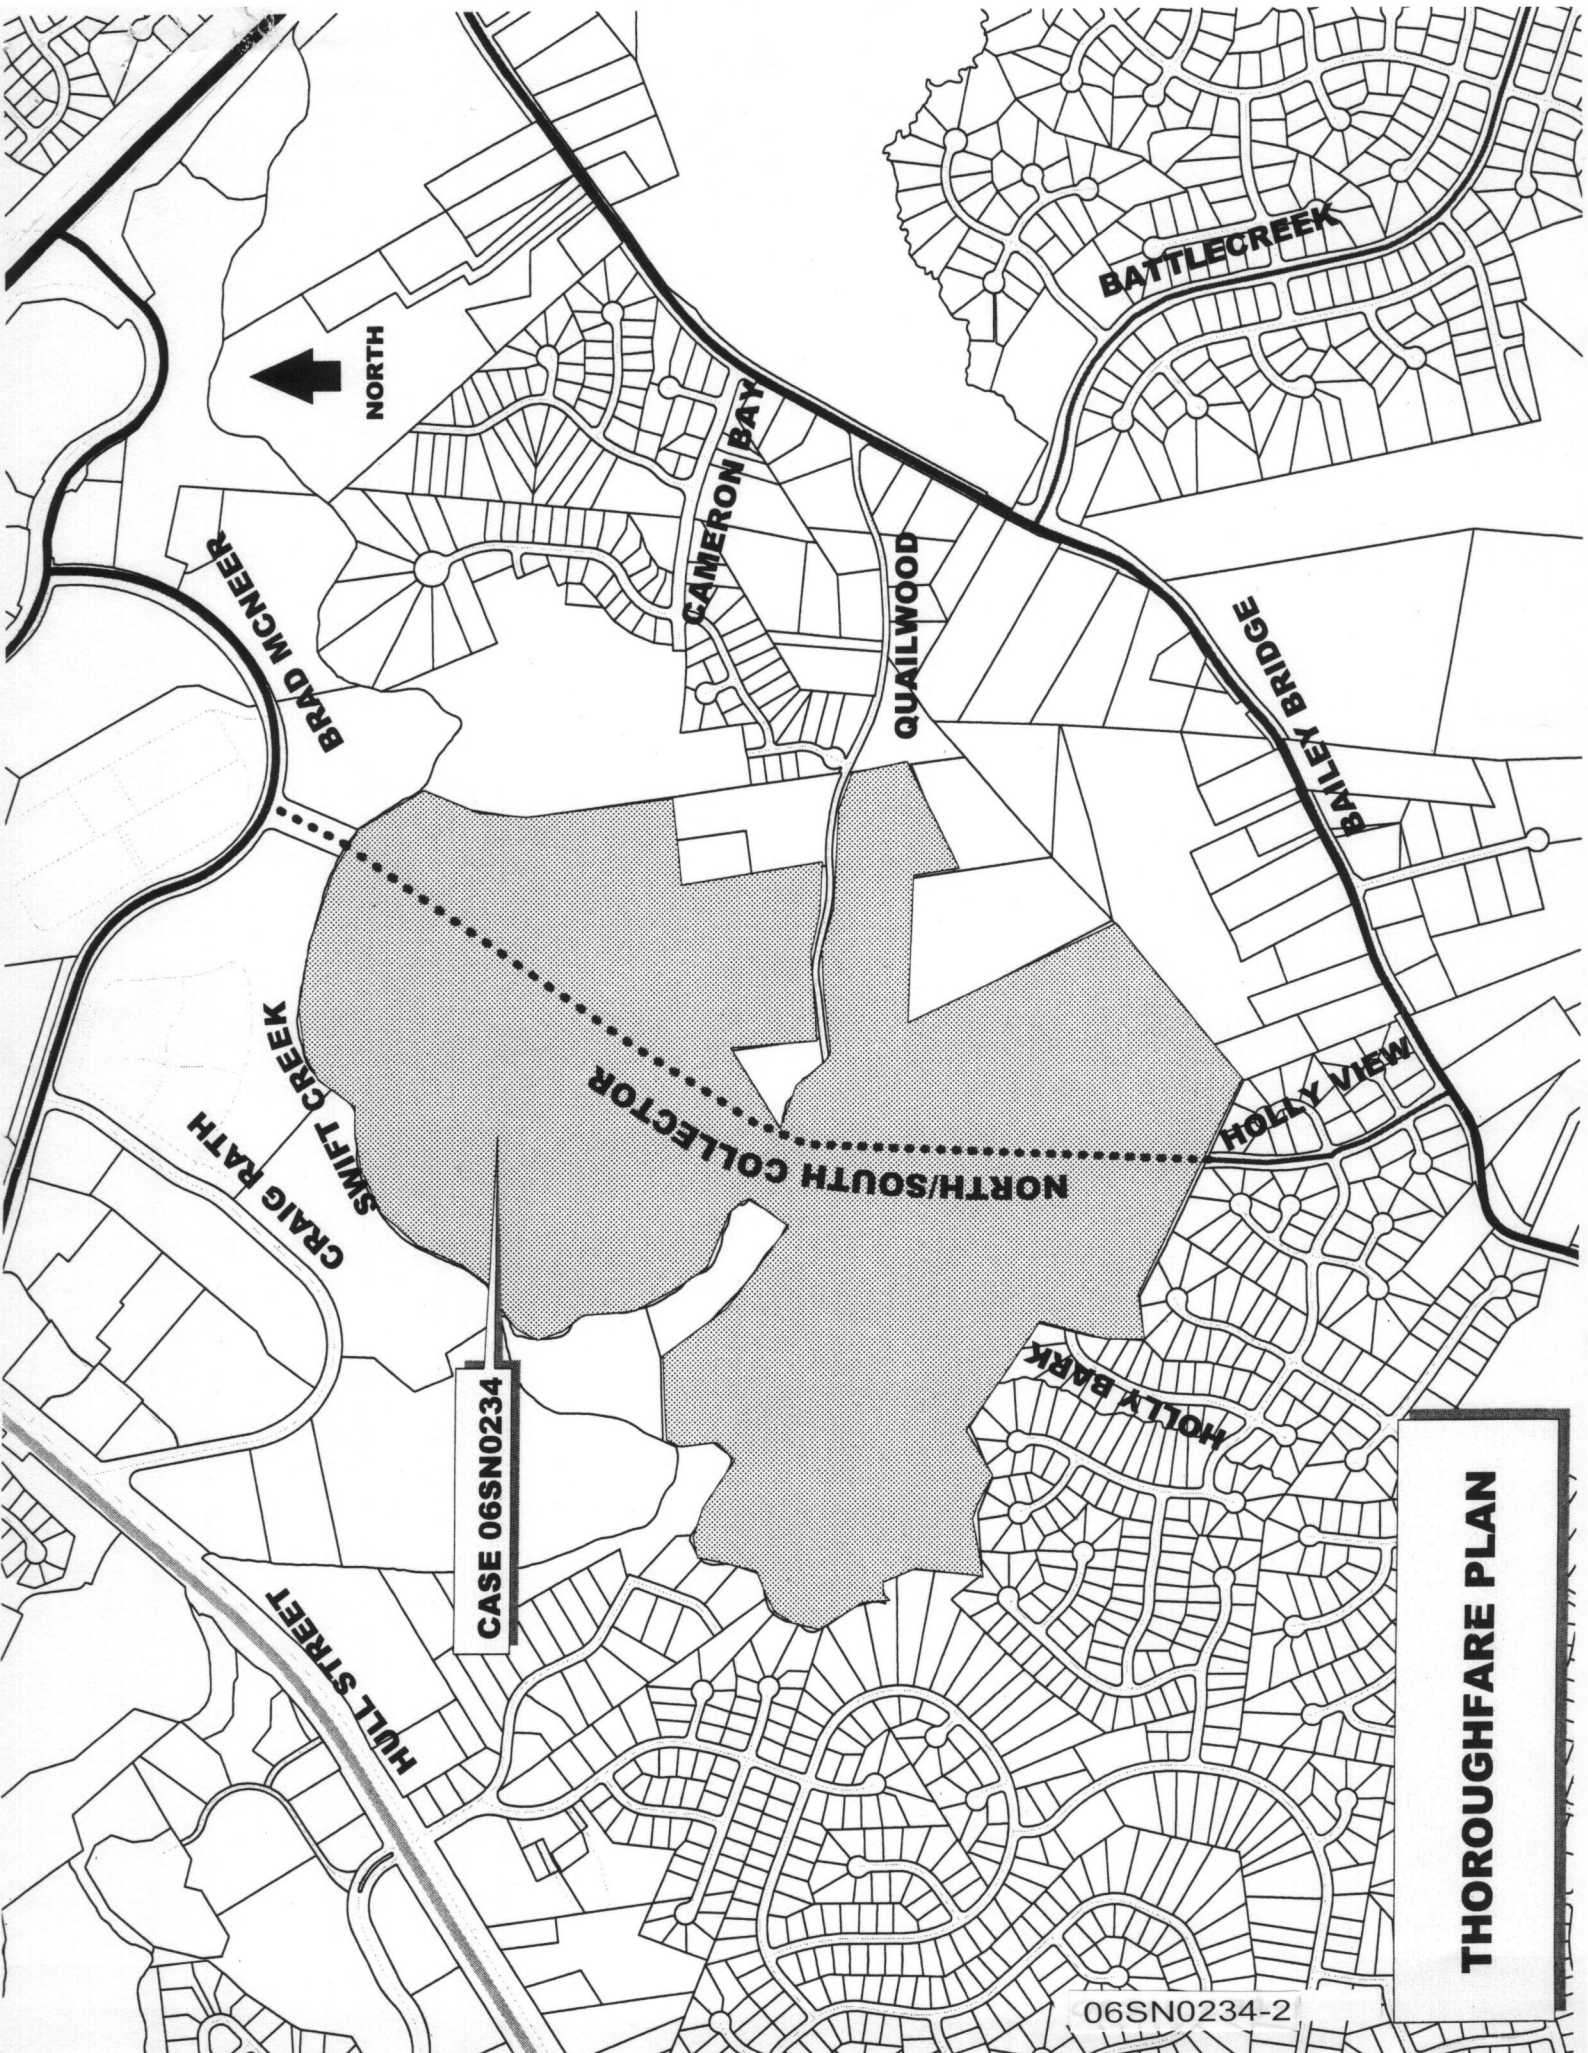 HULL STREET
CRAIG RATH
BRAD MCNEER
NORTH
SWIFT CREEK
CASE 06SN0234
CAMERON BAY
QUAILWOOD
NORTH/SOUTH COLLECTOR
BATTLECREEK
BAILEY BRIDGE
HOLLY VIEW
HOLLY BARK
THOROUGHFARE PLAN
06SN0234-2